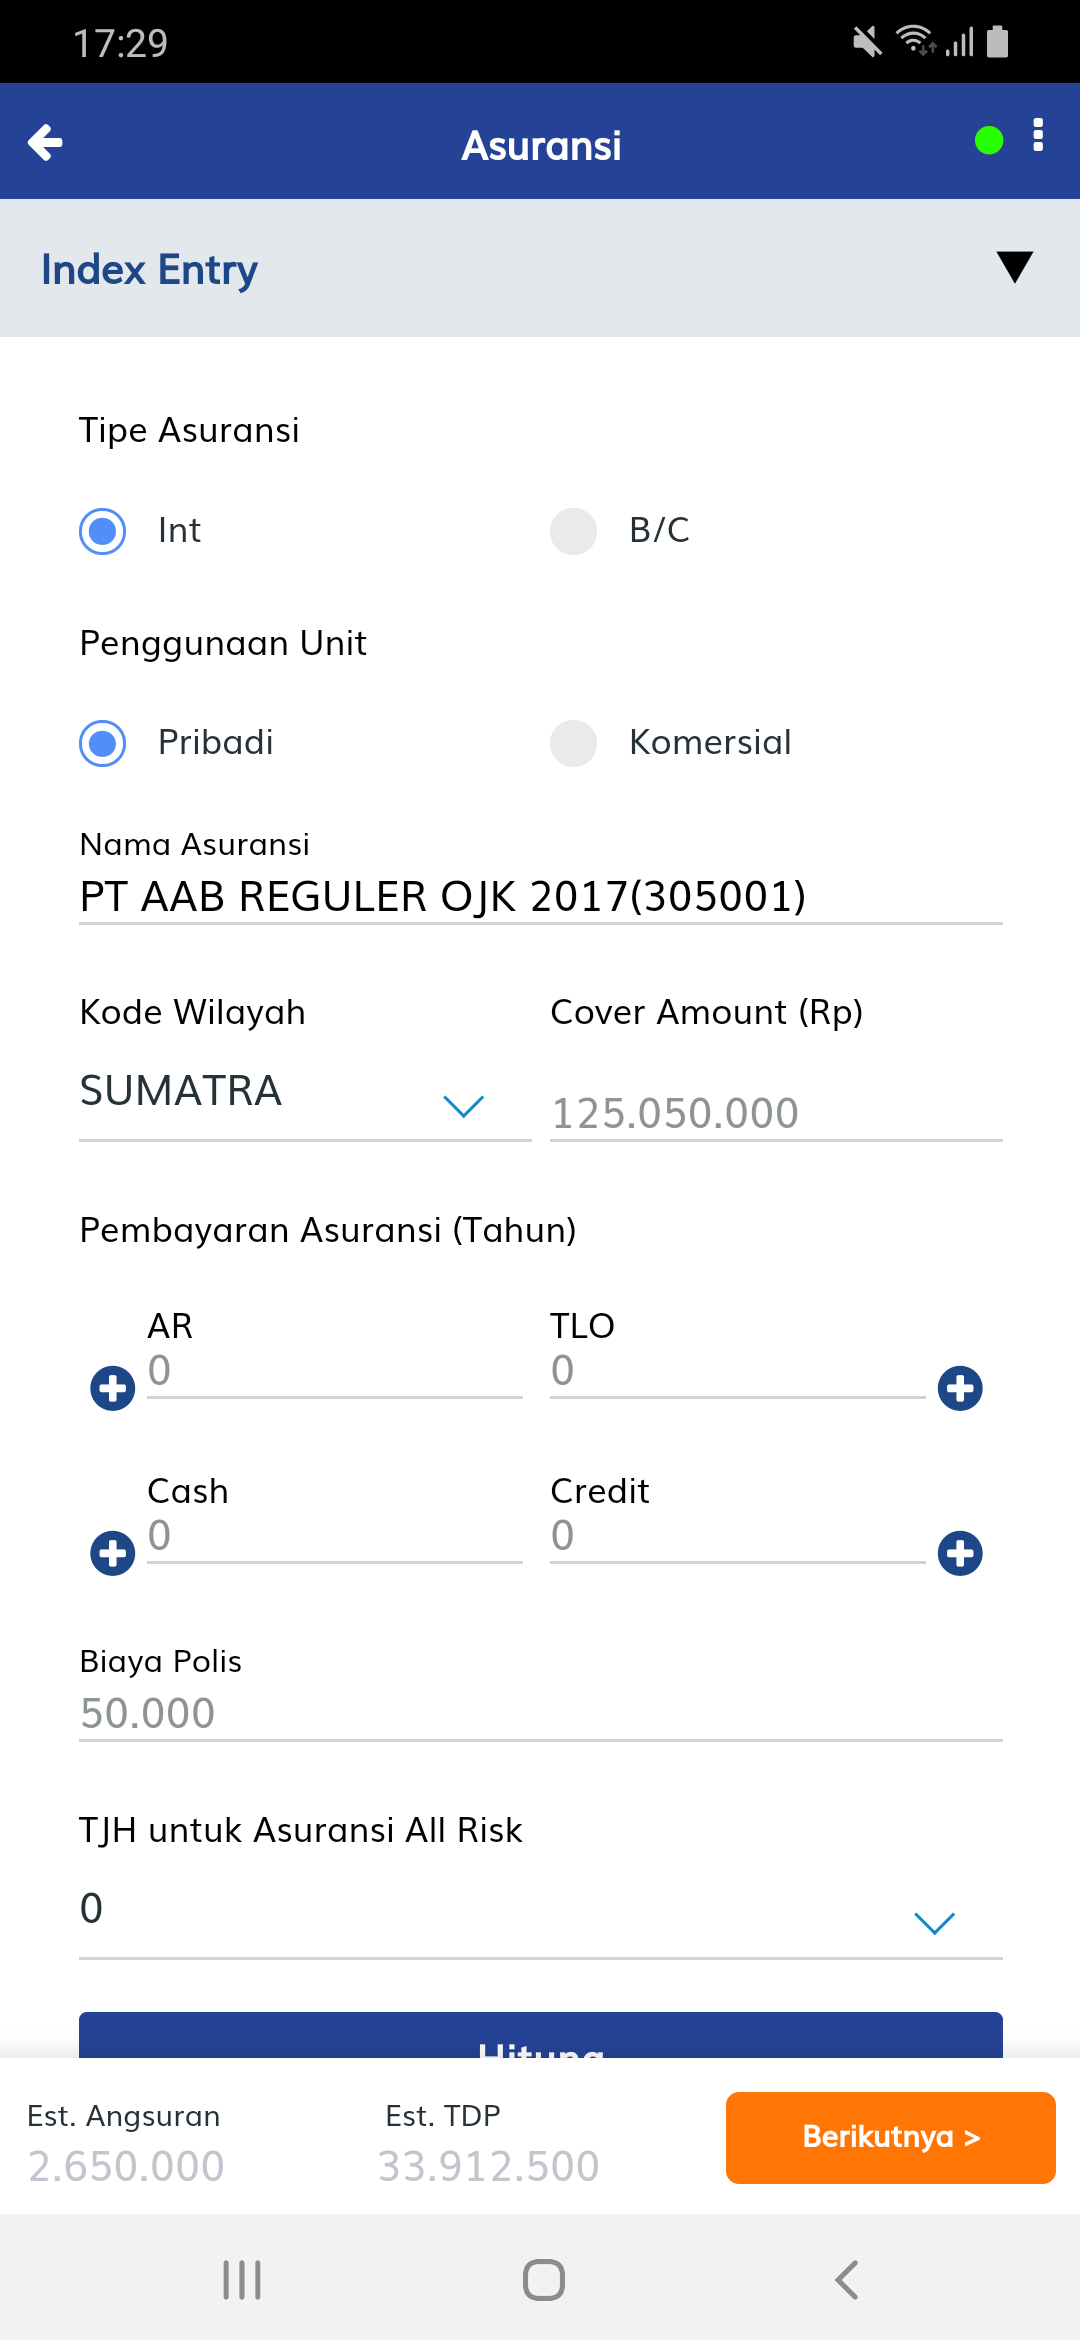 17:29
Asuransi
Index Entry
Tipe Asuransi
Int B/C
Penggunaan Unit
Pribadi Komersial
Nama Asuransi
PT AAB REGULER OJK 2017(305001)
Kode Wilayah Cover Amount (Rp)
SUMATRA 125.050.000
Pembayaran Asuransi (Tahun)
AR TLO
0 0
Cash Credit
0 0
Biaya Polis
50.000
TJH untuk Asuransi All Risk
0
Hitung
Est. Angsuran Est. TDP
2.650.000 33.912.500
Berikutnya >